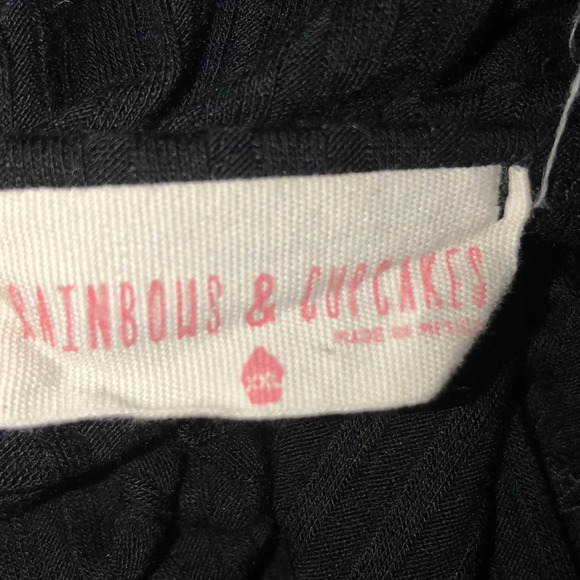 RAINBOWS & CUPCAKES
MADE IN MEXICO
XXL